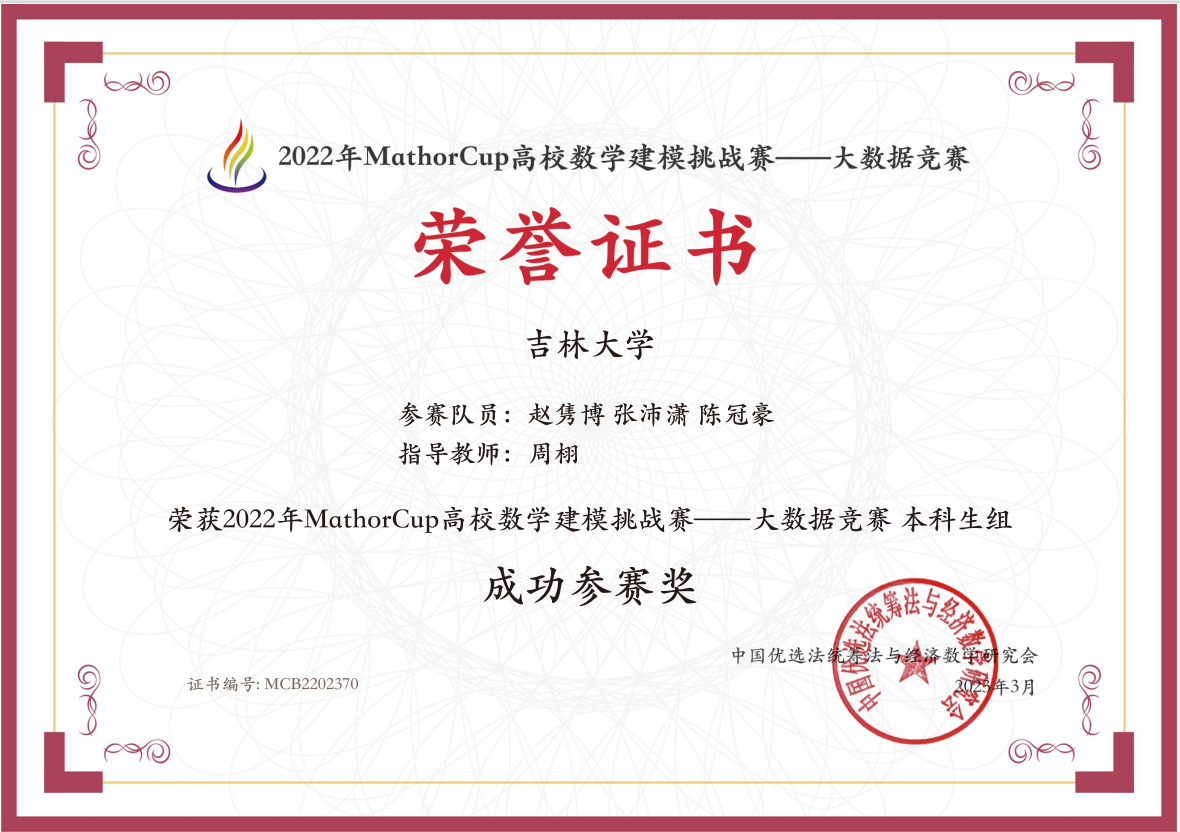 2022年MathorCup高校数学建模挑战赛——大数据竞赛
荣誉证书
吉林大学
参赛队员：赵隽博 张沛潇 陈冠豪
指导教师：周栩
荣获2022年MathorCup高校数学建模挑战赛——大数据竞赛 本科生组
成功参赛奖
中国优选法统筹法与经济数学研究会
2023年3月
证书编号: MCB2202370
中国优选法统筹法与经济数学研究会